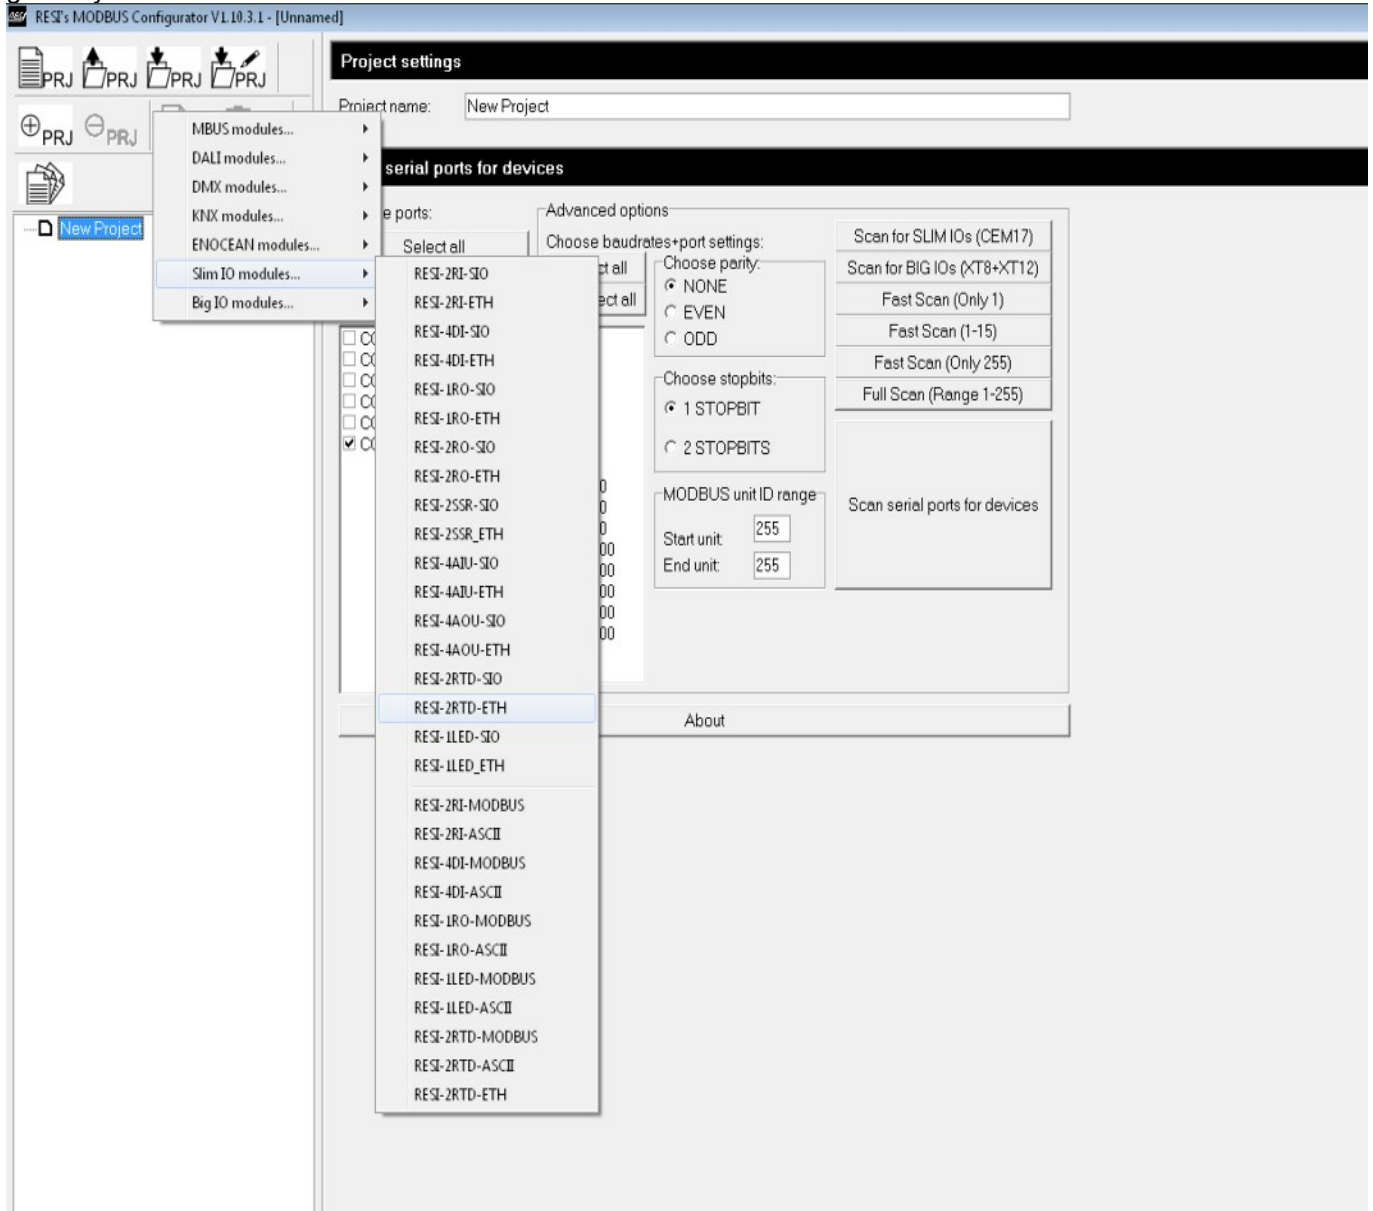 RESI's MODBUS Configurator V1.10.3.1 - [Unnamed]
PRJ PRJ PRJ PRJ
PRJ PRJ
New Project
MBUS modules...
DALI modules...
DMX modules...
KNX modules...
ENOCEAN modules...
Slim IO modules...
Big IO modules...
RESI-2RI-SIO
RESI-2RI-ETH
RESI-4DI-SIO
RESI-4DI-ETH
RESI-1RO-SIO
RESI-1RO-ETH
RESI-2RO-SIO
RESI-2RO-ETH
RESI-2SSR-SIO
RESI-2SSR_ETH
RESI-4AIU-SIO
RESI-4AIU-ETH
RESI-4AOU-SIO
RESI-4AOU-ETH
RESI-2RTD-SIO
RESI-2RTD-ETH
RESI-1LED-SIO
RESI-1LED_ETH
RESI-2RI-MODBUS
RESI-2RI-ASCII
RESI-4DI-MODBUS
RESI-4DI-ASCII
RESI-1RO-MODBUS
RESI-1RO-ASCII
RESI-1LED-MODBUS
RESI-1LED-ASCII
RESI-2RTD-MODBUS
RESI-2RTD-ASCII
RESI-2RTD-ETH
Project settings
Project name: New Project
serial ports for devices
e ports:
Select all
Advanced options
Choose baudrates+port settings:
ct all
ect all
Choose parity:
NONE
EVEN
ODD
Choose stopbits:
1 STOPBIT
2 STOPBITS
MODBUS unit ID range
Start unit: 255
End unit: 255
Scan for SLIM IOs (CEM17)
Scan for BIG IOs (XT8+XT12)
Fast Scan (Only 1)
Fast Scan (1-15)
Fast Scan (Only 255)
Full Scan (Range 1-255)
Scan serial ports for devices
About